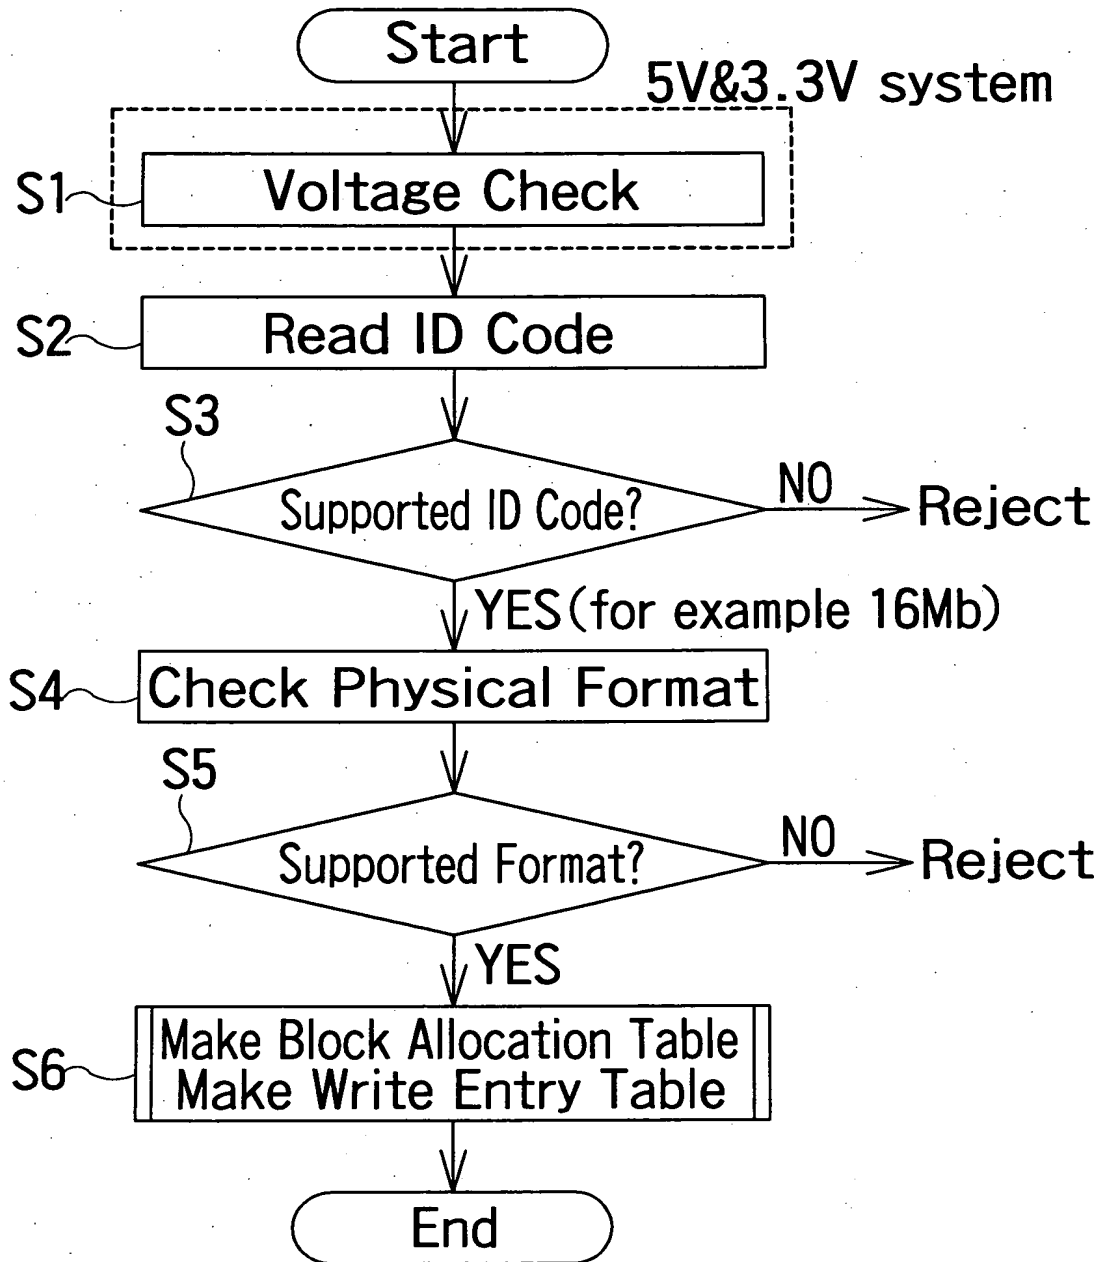 Start
5V&3.3V system
S1
Voltage Check
S2
Read ID Code
S3
Supported ID Code?
NO
Reject
YES(for example 16Mb)
S4
Check Physical Format
S5
Supported Format?
NO
Reject
YES
S6
Make Block Allocation Table
Make Write Entry Table
End